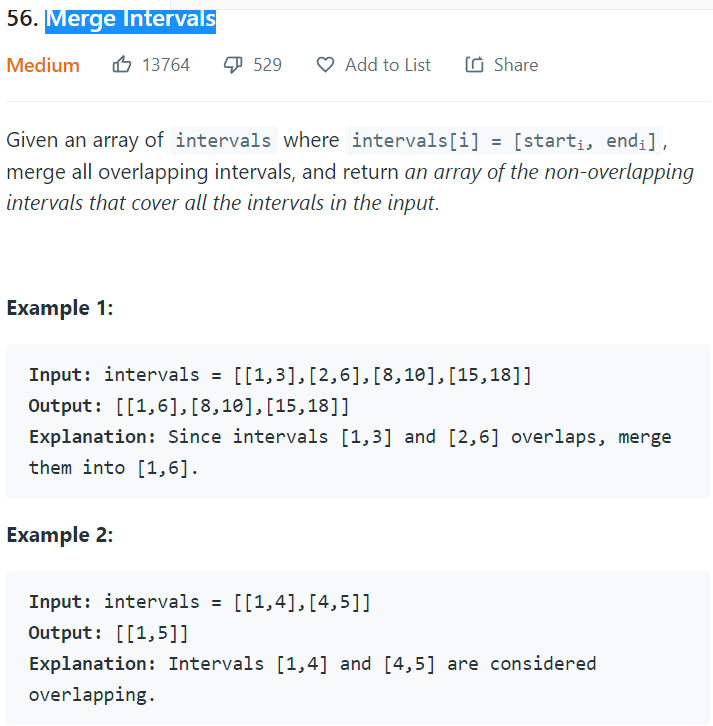 56. Merge Intervals
Medium 13764 529 Add to List Share
Given an array of intervals where intervals[i] = [startᵢ, endᵢ],
merge all overlapping intervals, and return an array of the non-overlapping
intervals that cover all the intervals in the input.
Example 1:
Input: intervals = [[1,3],[2,6],[8,10],[15,18]]
Output: [[1,6],[8,10],[15,18]]
Explanation: Since intervals [1,3] and [2,6] overlaps, merge
them into [1,6].
Example 2:
Input: intervals = [[1,4],[4,5]]
Output: [[1,5]]
Explanation: Intervals [1,4] and [4,5] are considered
overlapping.